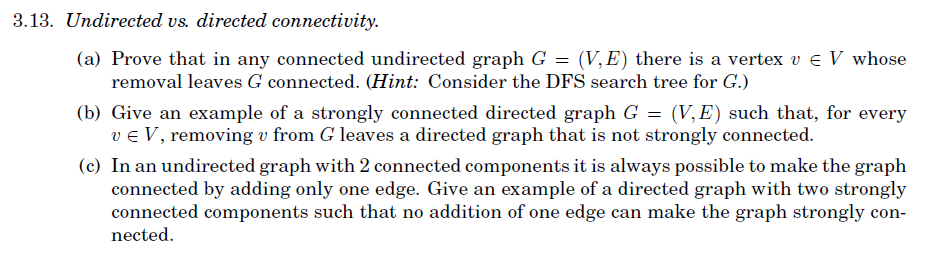 3.13. Undirected vs. directed connectivity.
(a) Prove that in any connected undirected graph G = (V, E) there is a vertex v ∈ V whose
removal leaves G connected. (Hint: Consider the DFS search tree for G.)
(b) Give an example of a strongly connected directed graph G = (V, E) such that, for every
v ∈ V, removing v from G leaves a directed graph that is not strongly connected.
(c) In an undirected graph with 2 connected components it is always possible to make the graph
connected by adding only one edge. Give an example of a directed graph with two strongly
connected components such that no addition of one edge can make the graph strongly con-
nected.